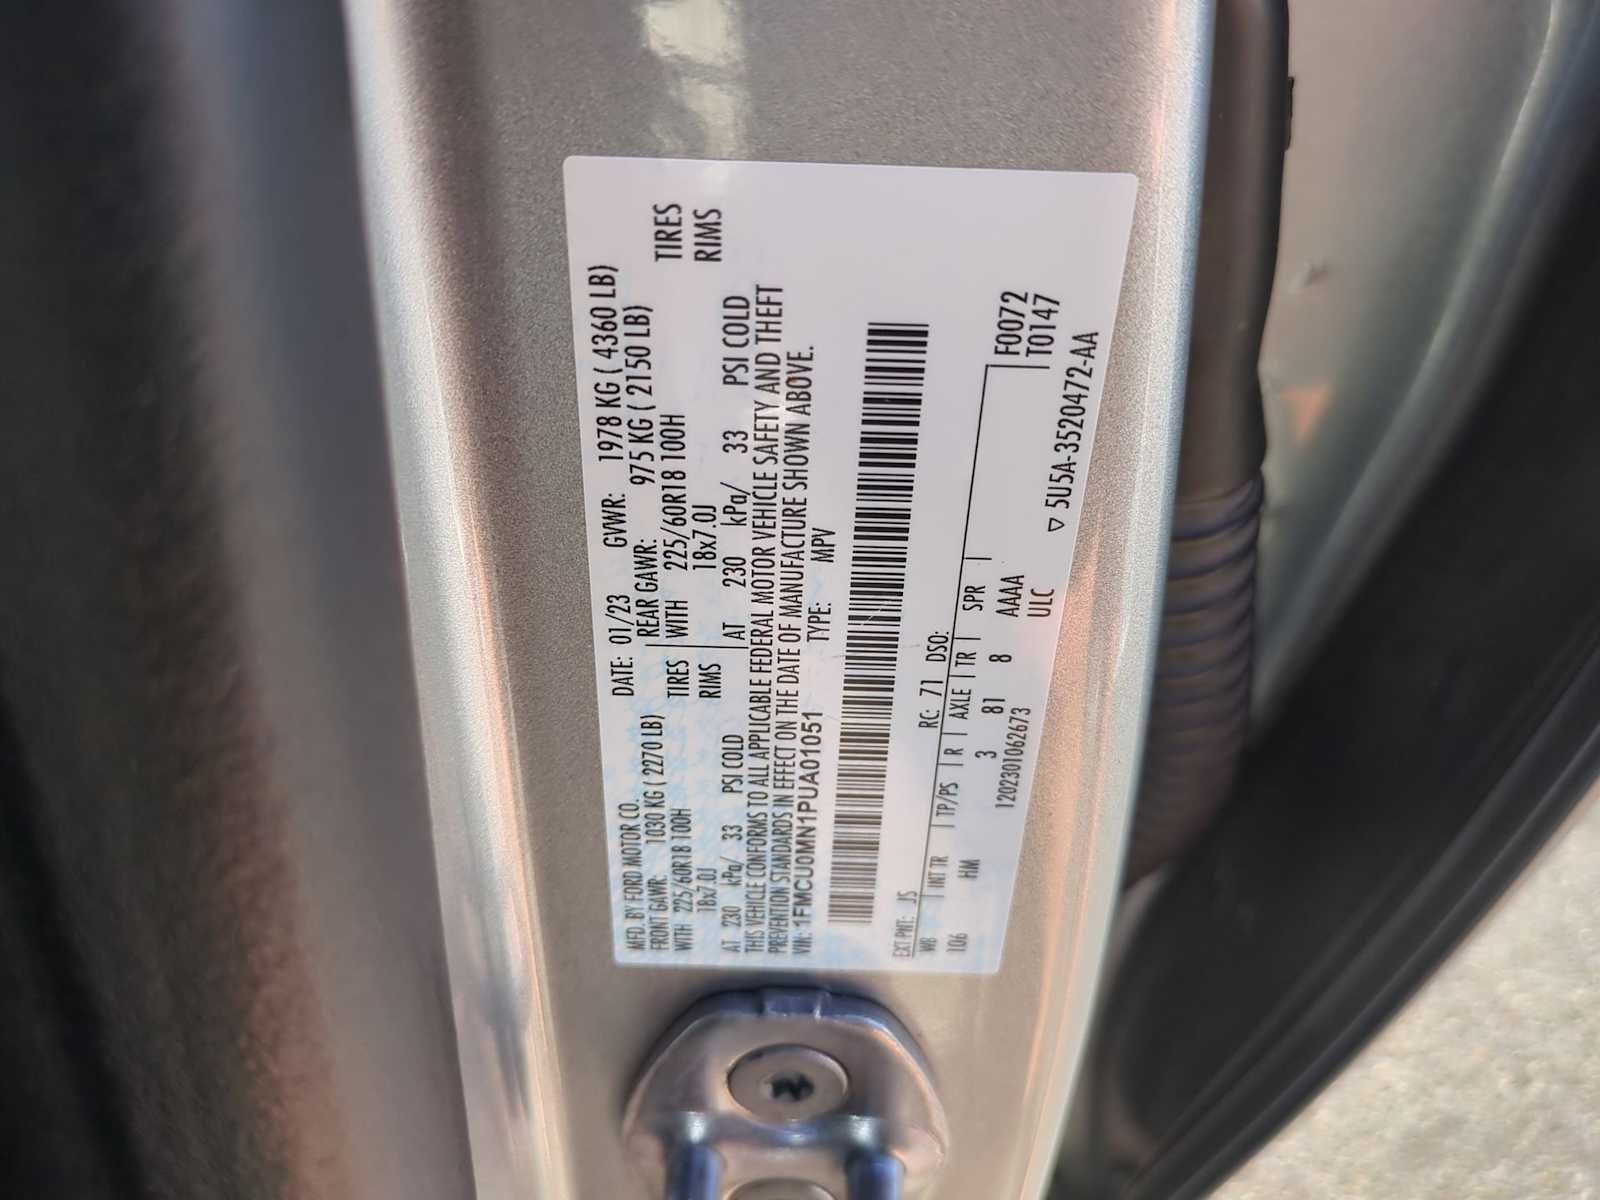 MFD. BY FORD MOTOR CO. DATE: 01/23 GVWR: 1978 KG ( 4360 LB)
FRONT GAWR: 1030 KG ( 2270 LB) REAR GAWR: 975 KG ( 2150 LB)
WITH 225/60R18 100H TIRES WITH 225/60R18 100H TIRES
18x7.0J RIMS 18x7.0J RIMS
AT 230 kPa/ 33 PSI COLD AT 230 kPa/ 33 PSI COLD
THIS VEHICLE CONFORMS TO ALL APPLICABLE FEDERAL MOTOR VEHICLE SAFETY AND THEFT
PREVENTION STANDARDS IN EFFECT ON THE DATE OF MANUFACTURE SHOWN ABOVE.
VIN: 1FMCU0MN1PUA01051 TYPE: MPV
EXT PNT: JS RC: 71 DSO: F0072
WB INT TR TP/PS R AXLE TR SPR T0147
106 HM 3 81 8 AAAA
1202301062673 ULC ▽ 5U5A-3520472-AA